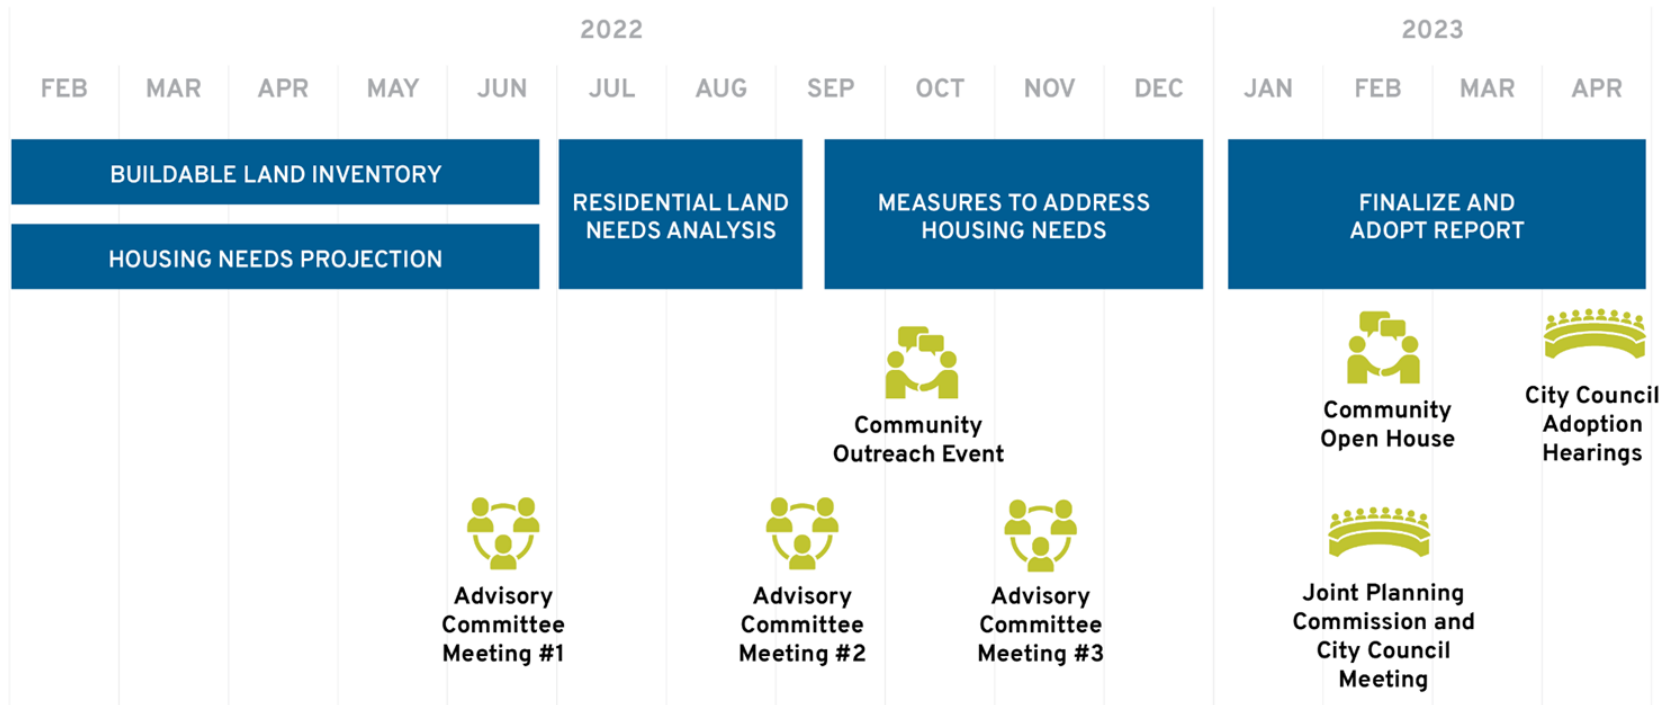 2022
2023
FEB MAR APR MAY JUN JUL AUG SEP OCT NOV DEC JAN FEB MAR APR
BUILDABLE LAND INVENTORY
HOUSING NEEDS PROJECTION
RESIDENTIAL LAND
NEEDS ANALYSIS
MEASURES TO ADDRESS
HOUSING NEEDS
FINALIZE AND
ADOPT REPORT
Community
Outreach Event
Community
Open House
City Council
Adoption
Hearings
Advisory
Committee
Meeting #1
Advisory
Committee
Meeting #2
Advisory
Committee
Meeting #3
Joint Planning
Commission and
City Council
Meeting